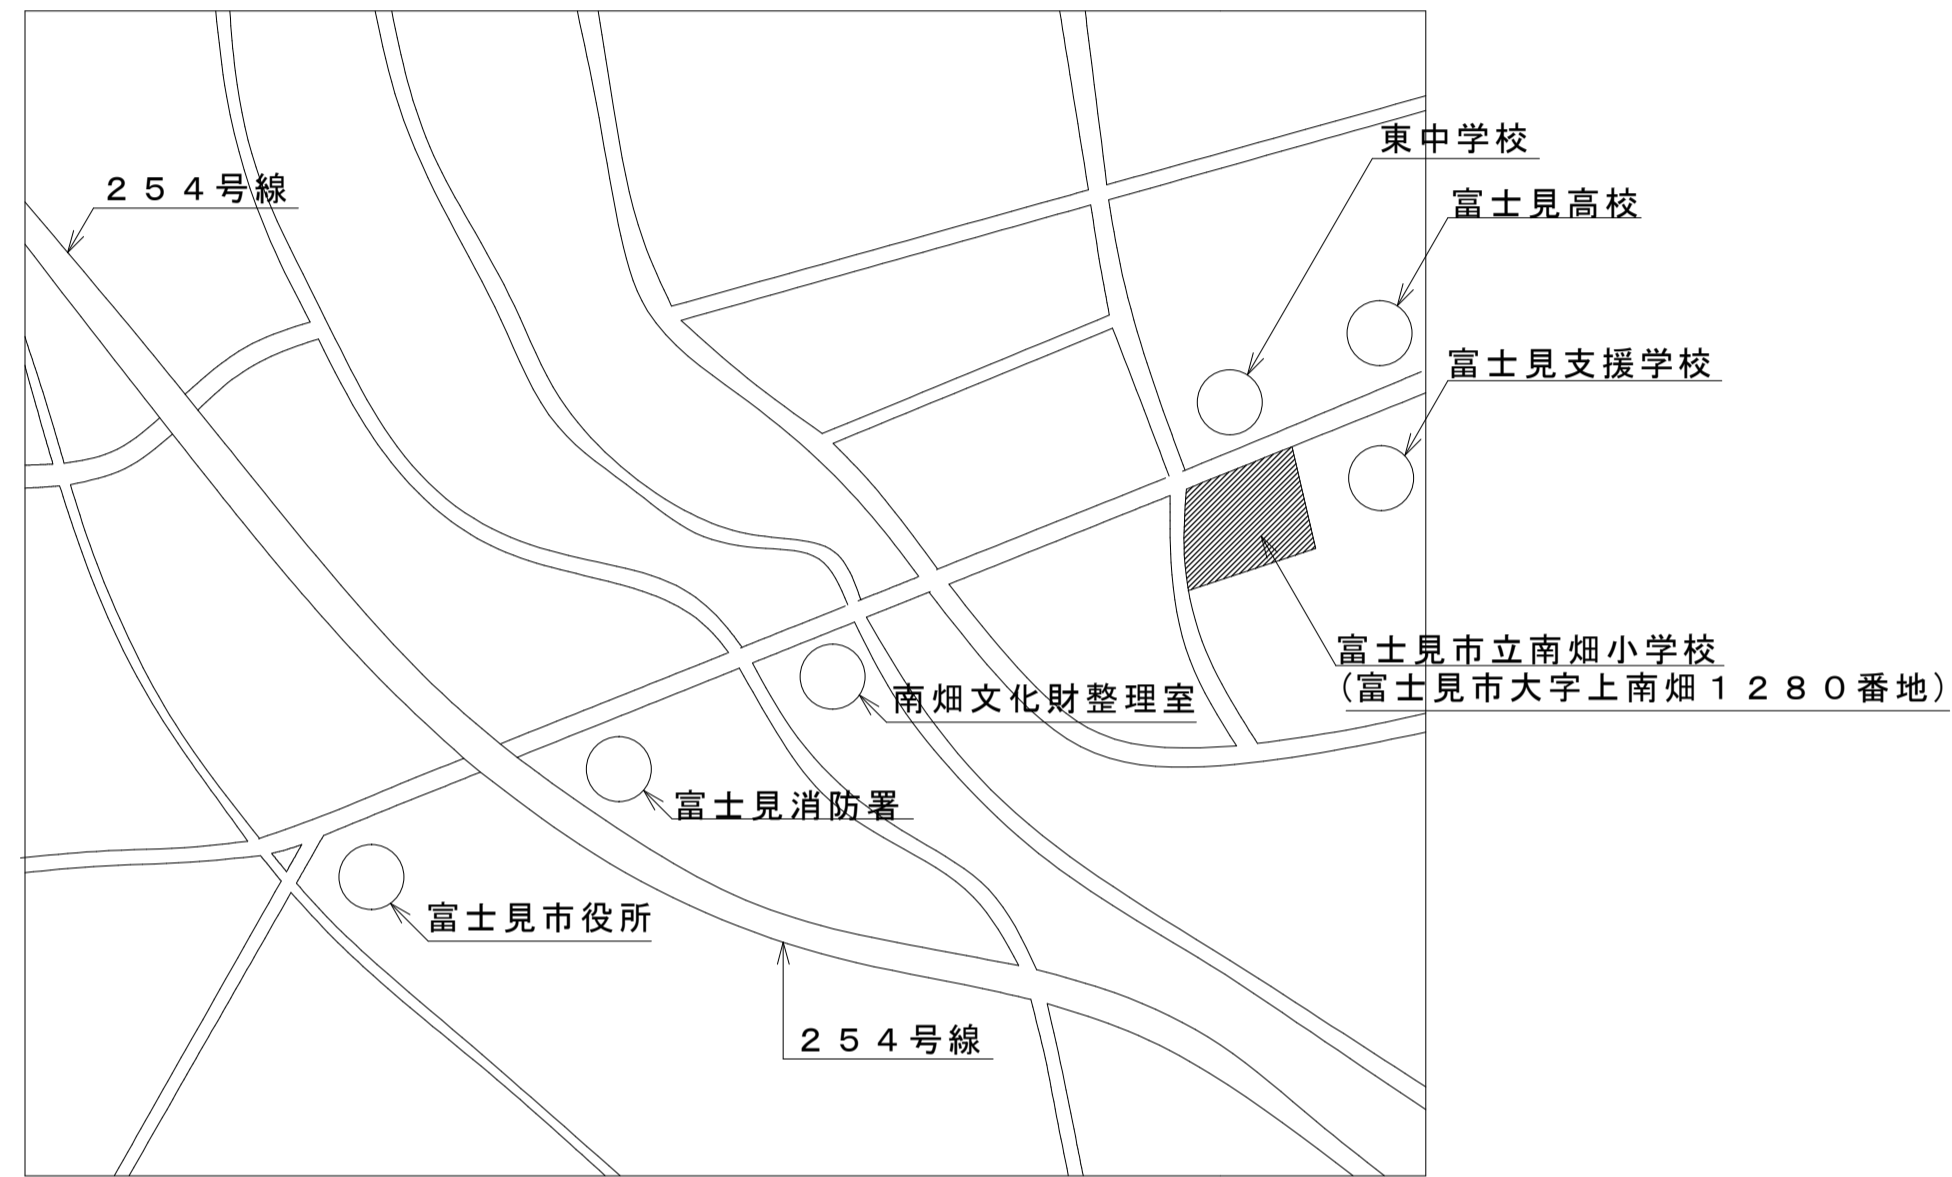 東中学校
２５４号線
富士見高校
富士見支援学校
富士見市立南畑小学校
（富士見市大字上南畑１２８０番地）
南畑文化財整理室
富士見消防署
富士見市役所
２５４号線